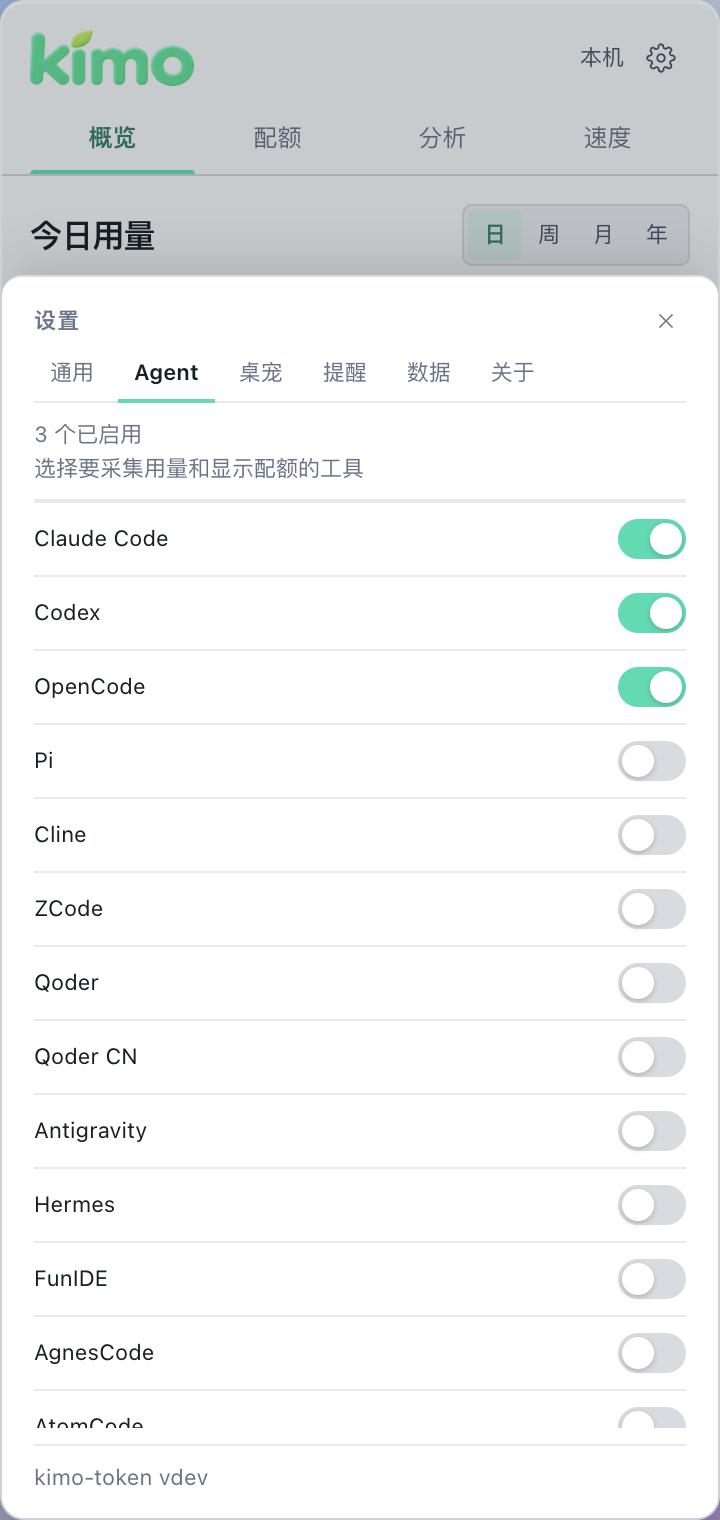 kimo
本机
概览 配额 分析 速度
今日用量
日 周 月 年
设置
通用 Agent 桌宠 提醒 数据 关于
3 个已启用
选择要采集用量和显示配额的工具
Claude Code
Codex
OpenCode
Pi
Cline
ZCode
Qoder
Qoder CN
Antigravity
Hermes
FunIDE
AgnesCode
AtomCode
kimo-token vdev